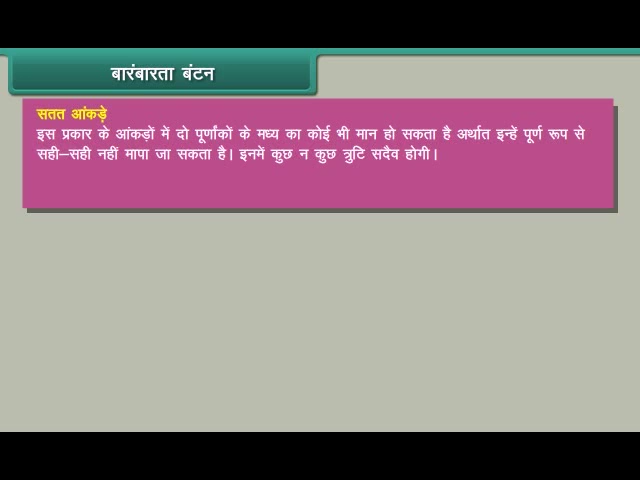 बारंबारता बंटन
सतत आंकड़े
इस प्रकार के आंकड़ों में दो पूर्णांकों के मध्य का कोई भी मान हो सकता है अर्थात इन्हें पूर्ण रूप से
सही–सही नहीं मापा जा सकता है। इनमें कुछ न कुछ त्रुटि सदैव होगी।